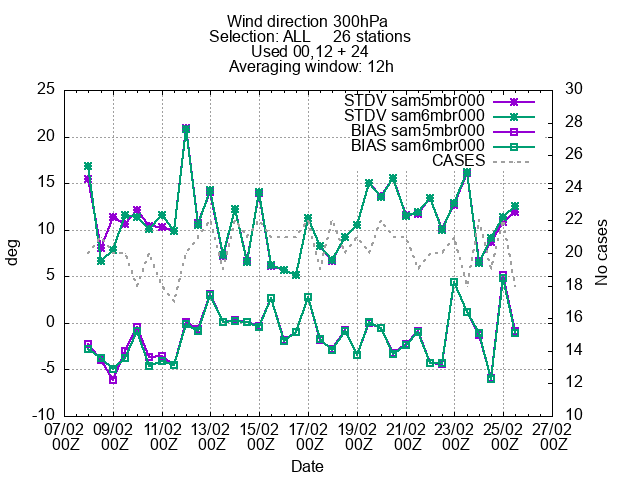 Wind direction 300hPa
Selection: ALL 26 stations
Used 00,12 + 24
Averaging window: 12h
STDV sam5mbr000
STDV sam6mbr000
BIAS sam5mbr000
BIAS sam6mbr000
CASES
25
20
15
10
5
0
-5
-10
deg
30
28
26
24
22
20
18
16
14
12
10
No cases
07/02 09/02 11/02 13/02 15/02 17/02 19/02 21/02 23/02 25/02 27/02
00Z 00Z 00Z 00Z 00Z 00Z 00Z 00Z 00Z 00Z 00Z
Date